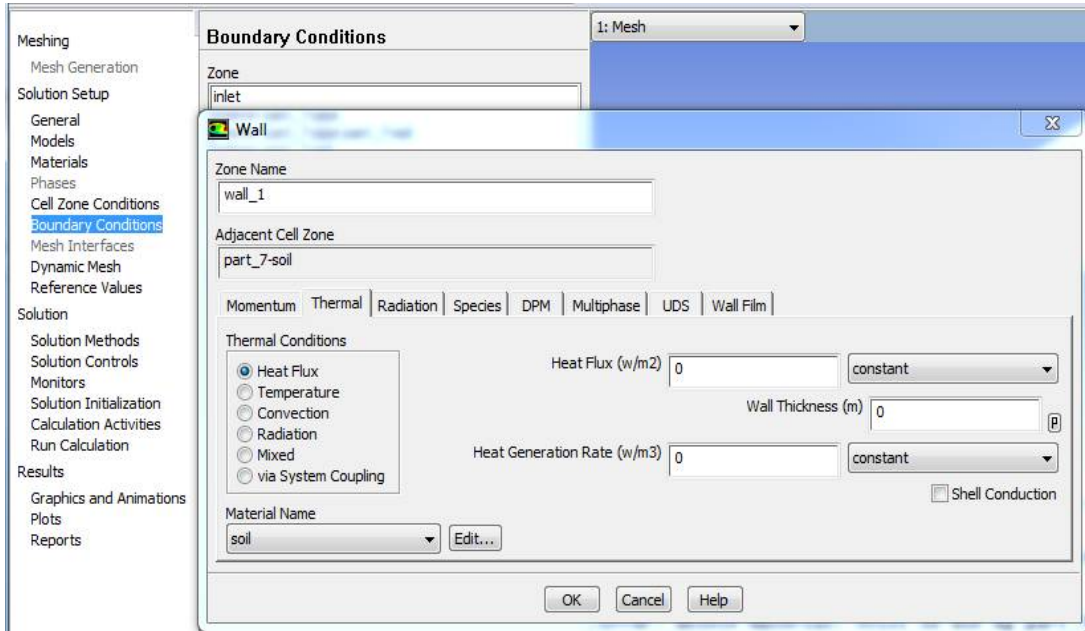 Meshing
Mesh Generation
Solution Setup
General
Models
Materials
Phases
Cell Zone Conditions
Boundary Conditions
Mesh Interfaces
Dynamic Mesh
Reference Values
Solution
Solution Methods
Solution Controls
Monitors
Solution Initialization
Calculation Activities
Run Calculation
Results
Graphics and Animations
Plots
Reports
Boundary Conditions
Zone
inlet
1: Mesh
Wall
Zone Name
wall_1
Adjacent Cell Zone
part_7-soil
Momentum Thermal Radiation Species DPM Multiphase UDS Wall Film
Thermal Conditions
Heat Flux
Temperature
Convection
Radiation
Mixed
via System Coupling
Heat Flux (w/m2) 0 constant
Wall Thickness (m) 0 P
Heat Generation Rate (w/m3) 0 constant
Shell Conduction
Material Name
soil Edit...
OK Cancel Help